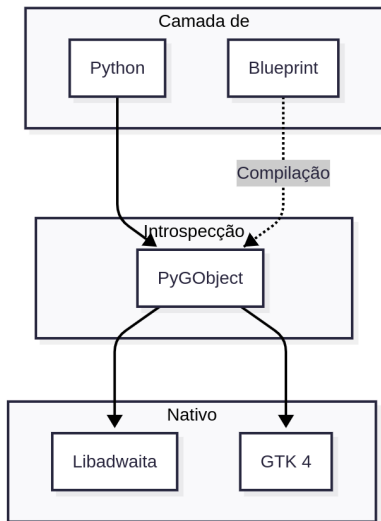 Camada de
Python
Blueprint
Compilação
Introspecção
PyGObject
Nativo
Libadwaita
GTK 4